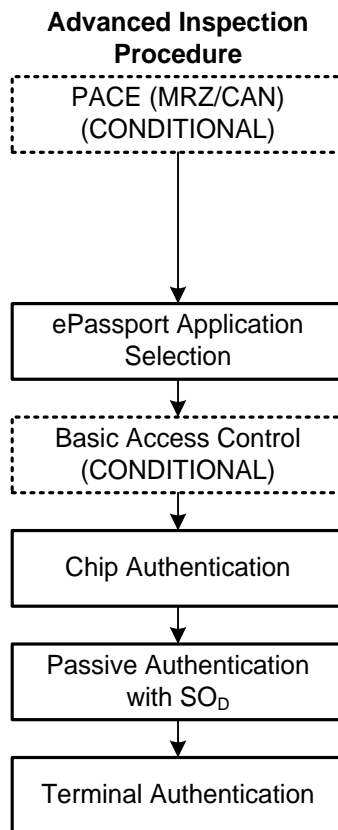 Advanced Inspection
Procedure
PACE (MRZ/CAN)
(CONDITIONAL)
ePassport Application
Selection
Basic Access Control
(CONDITIONAL)
Chip Authentication
Passive Authentication
with SOD
Terminal Authentication